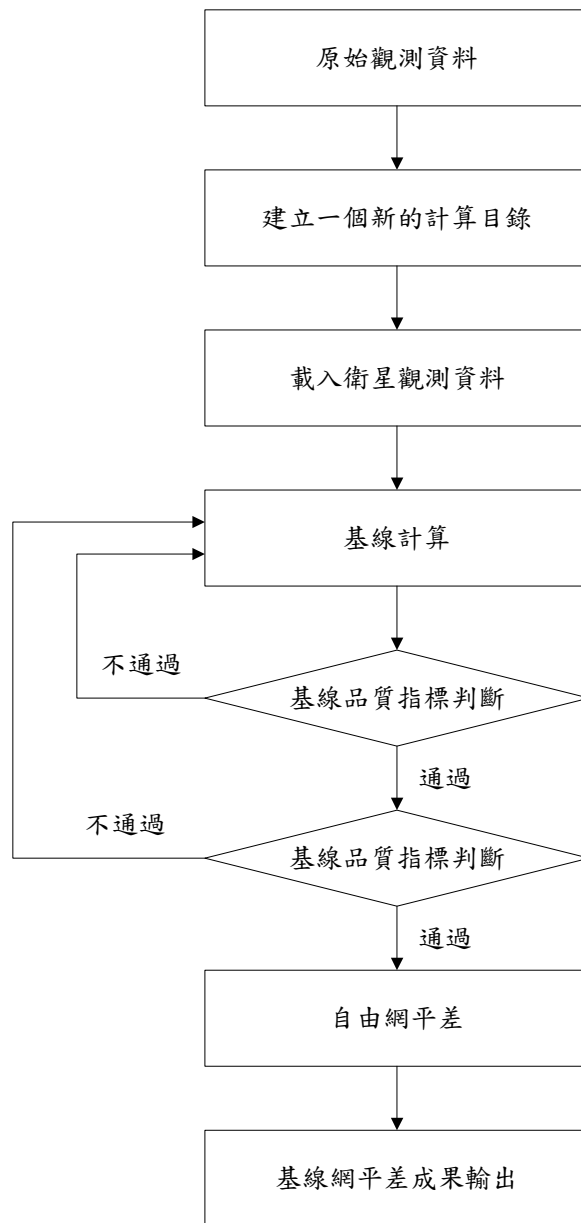 原始觀測資料
建立一個新的計算目錄
載入衛星觀測資料
基線計算
不通過
基線品質指標判斷
通過
不通過
基線品質指標判斷
通過
自由網平差
基線網平差成果輸出